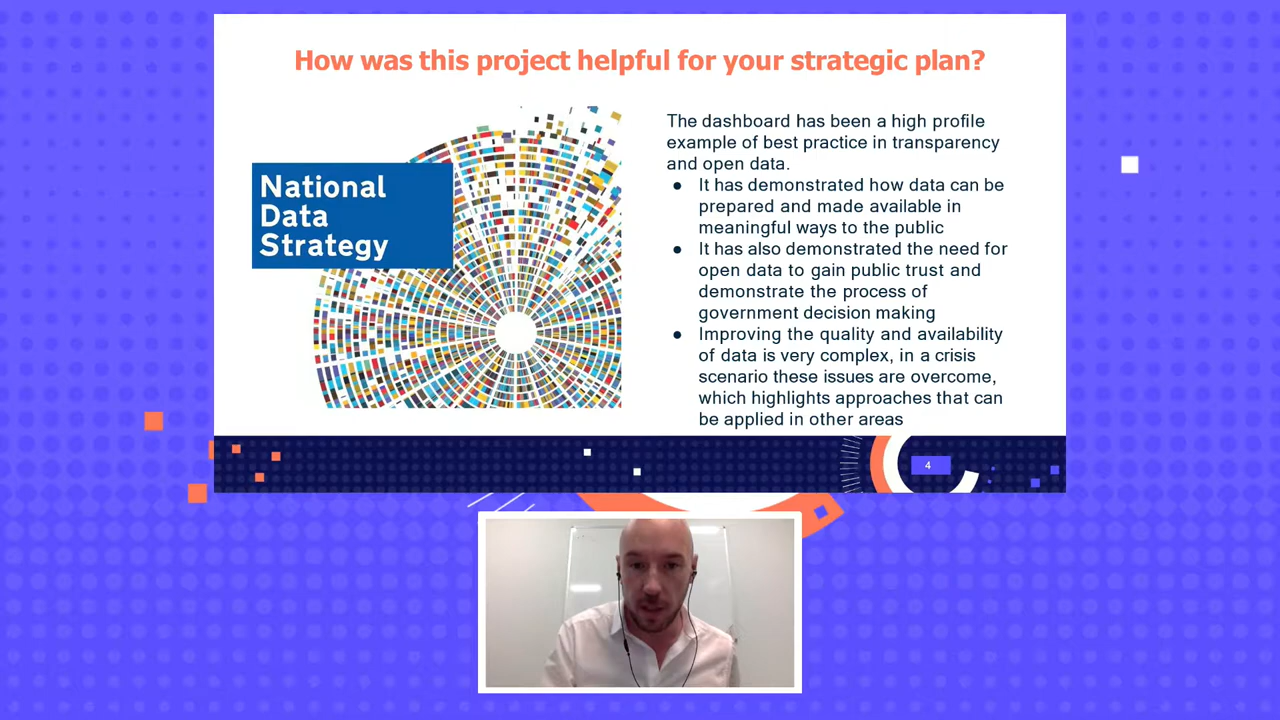 How was this project helpful for your strategic plan?
National
Data
Strategy
The dashboard has been a high profile
example of best practice in transparency
and open data.
● It has demonstrated how data can be
prepared and made available in
meaningful ways to the public
● It has also demonstrated the need for
open data to gain public trust and
demonstrate the process of
government decision making
● Improving the quality and availability
of data is very complex, in a crisis
scenario these issues are overcome,
which highlights approaches that can
be applied in other areas
4